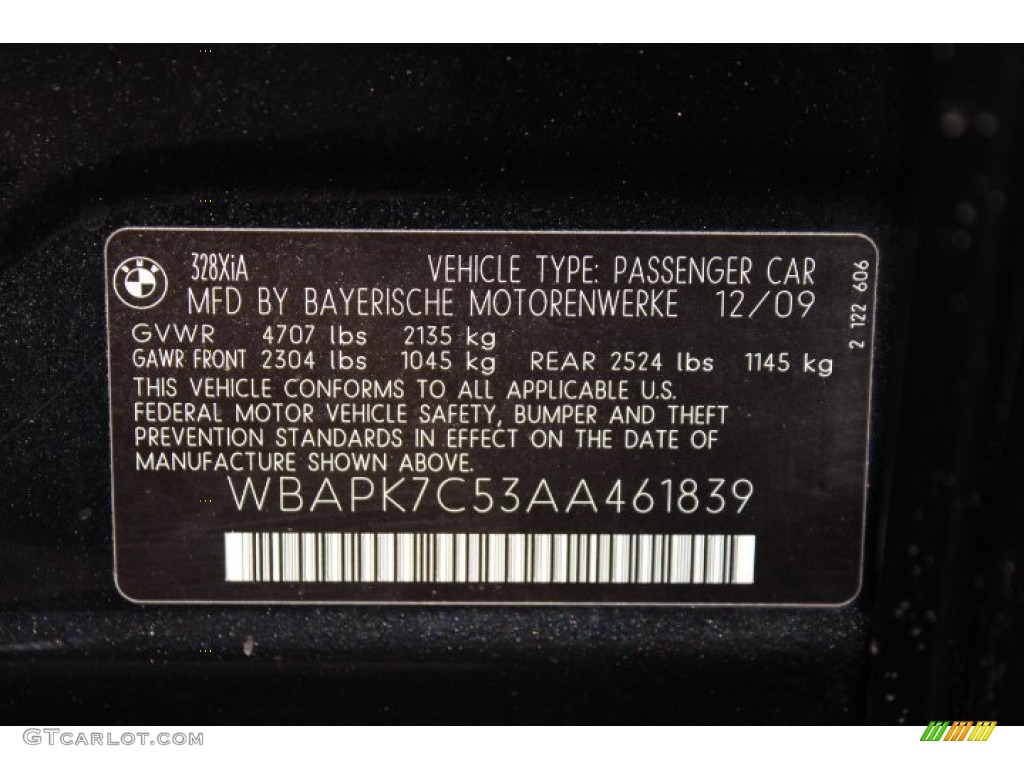 328XiA VEHICLE TYPE: PASSENGER CAR
MFD BY BAYERISCHE MOTORENWERKE 12/09
GVWR 4707 lbs 2135 kg
GAWR FRONT 2304 lbs 1045 kg REAR 2524 lbs 1145 kg
THIS VEHICLE CONFORMS TO ALL APPLICABLE U.S.
FEDERAL MOTOR VEHICLE SAFETY, BUMPER AND THEFT
PREVENTION STANDARDS IN EFFECT ON THE DATE OF
MANUFACTURE SHOWN ABOVE.
WBAPK7C53AA461839
2 122 606
GTCARLOT.COM